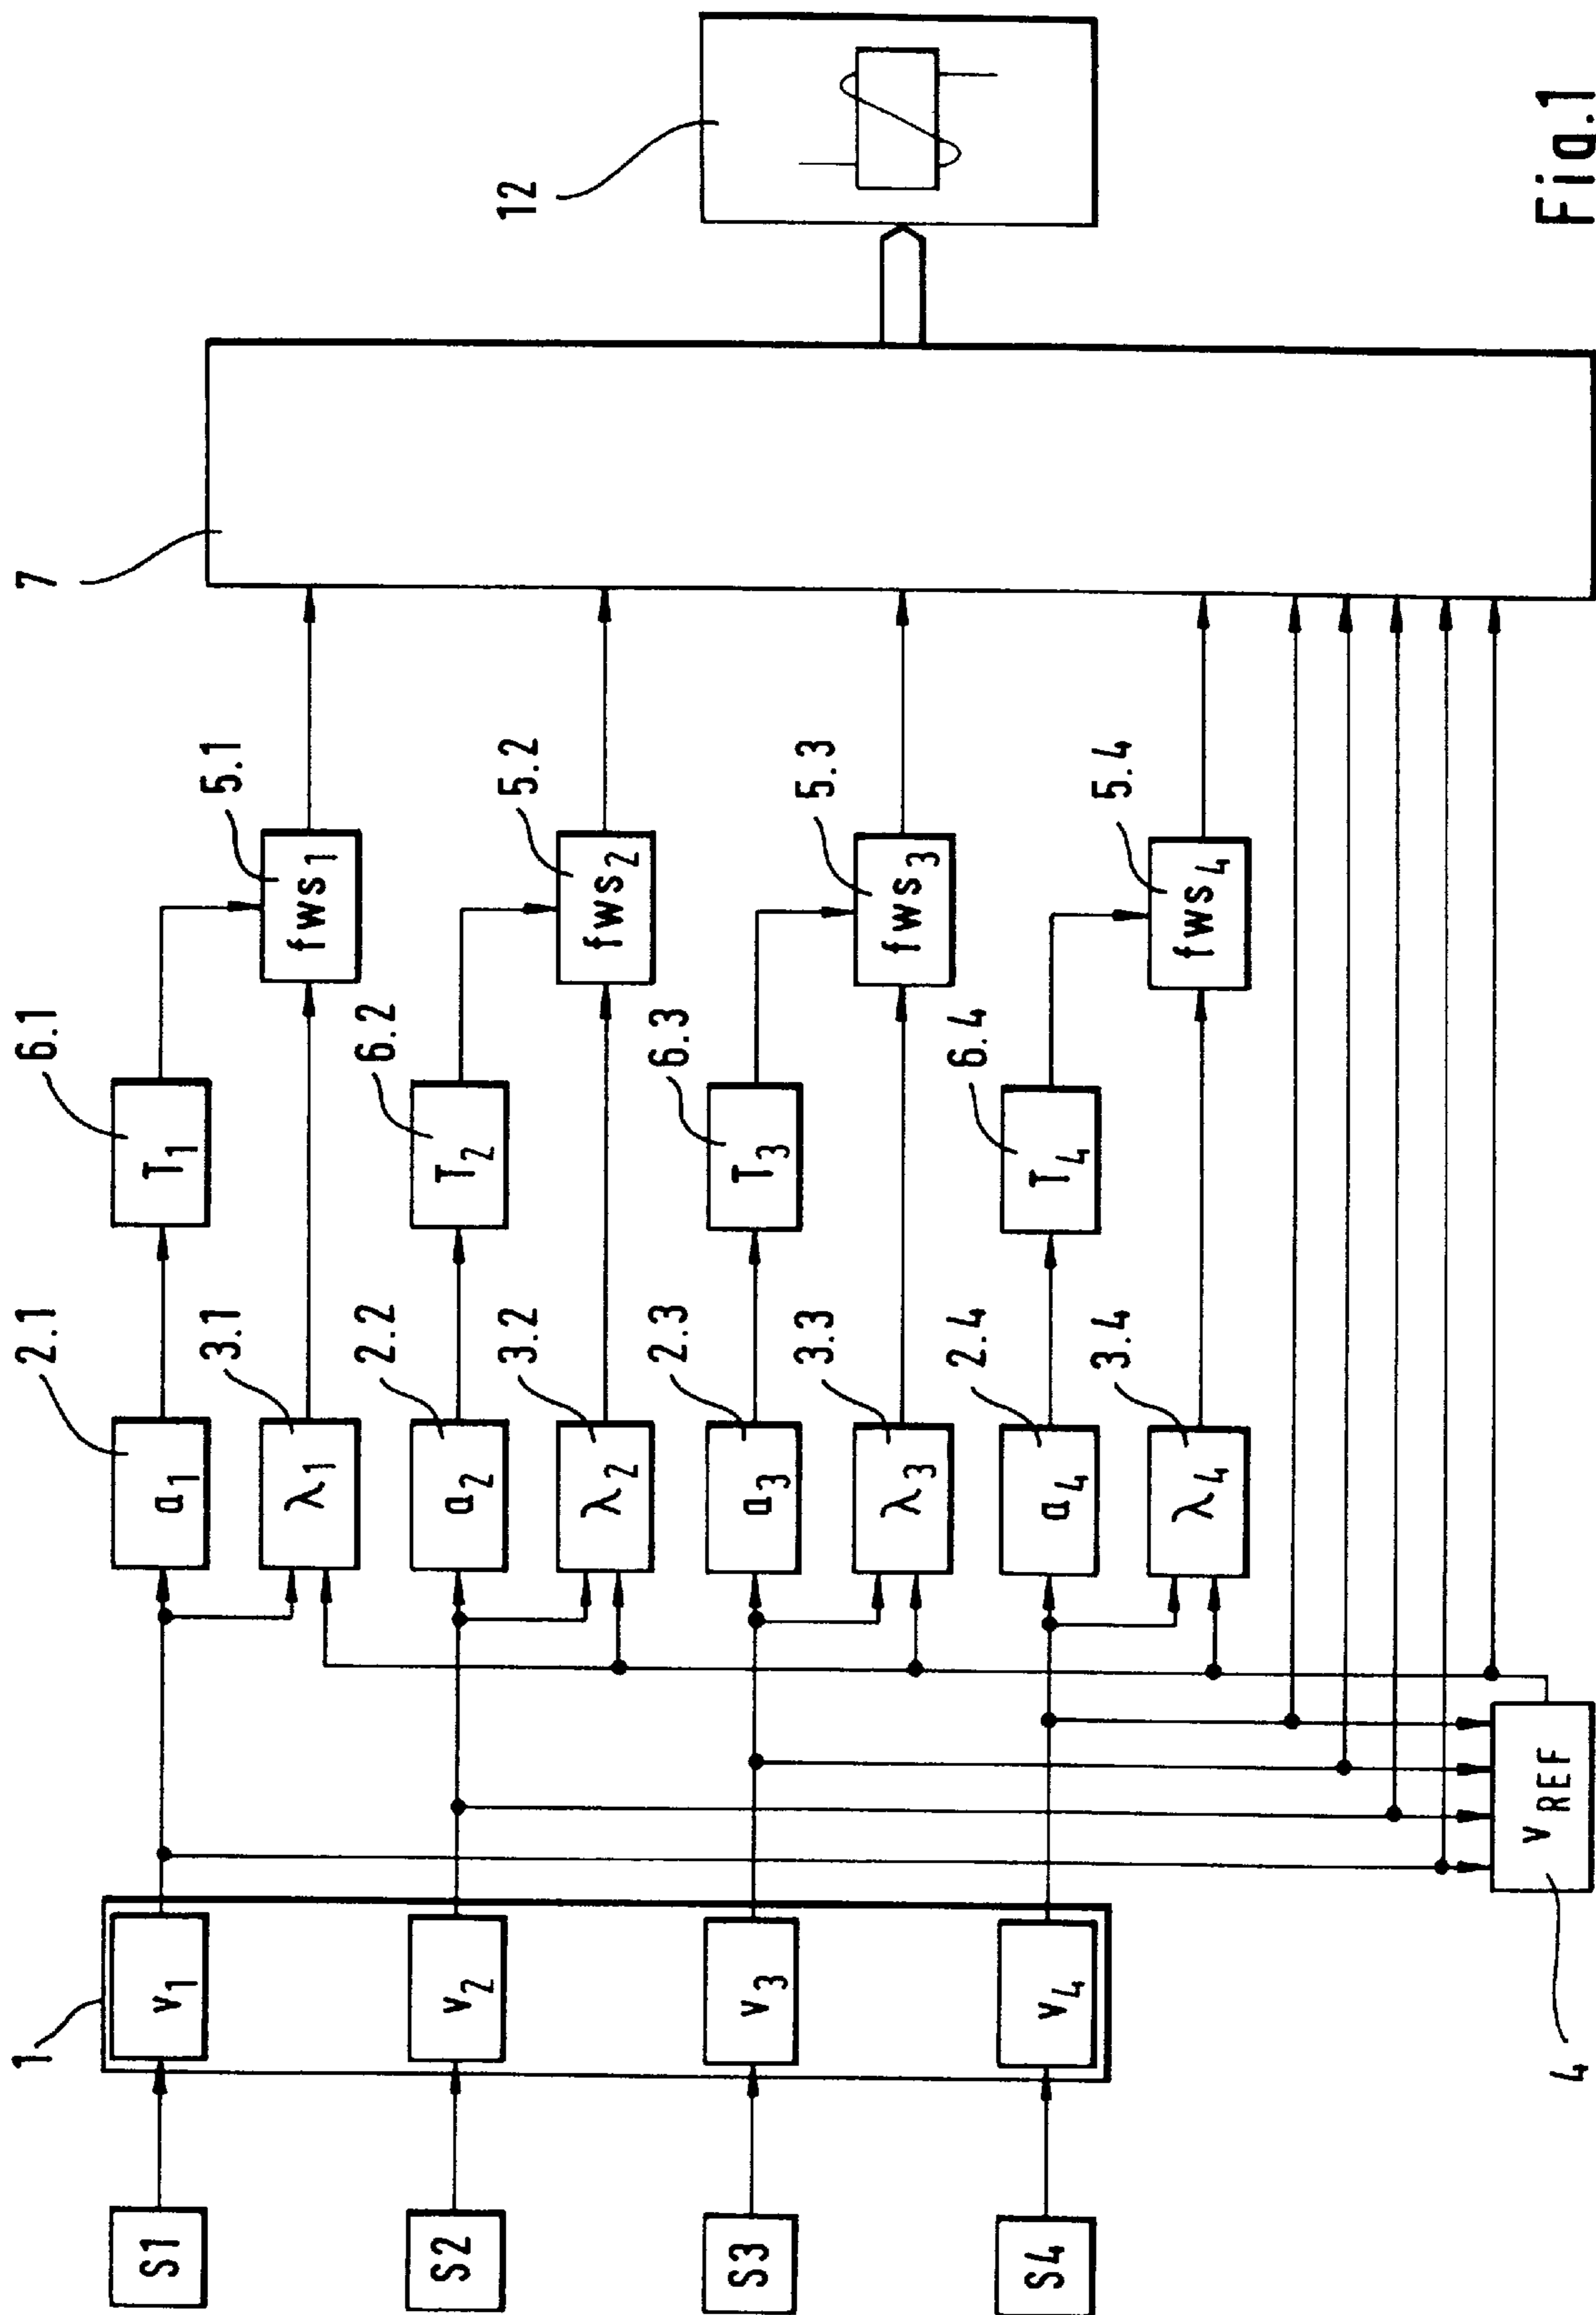 S1
S2
S3
S4
1
v1
v2
v3
v4
4
VREF
2.1
a1
3.1
λ1
2.2
a2
3.2
λ2
2.3
a3
3.3
λ3
2.4
a4
3.4
λ4
6.1
T1
6.2
T2
6.3
T3
6.4
T4
5.1
fws1
5.2
fws2
5.3
fws3
5.4
fws4
7
12
Fig.1